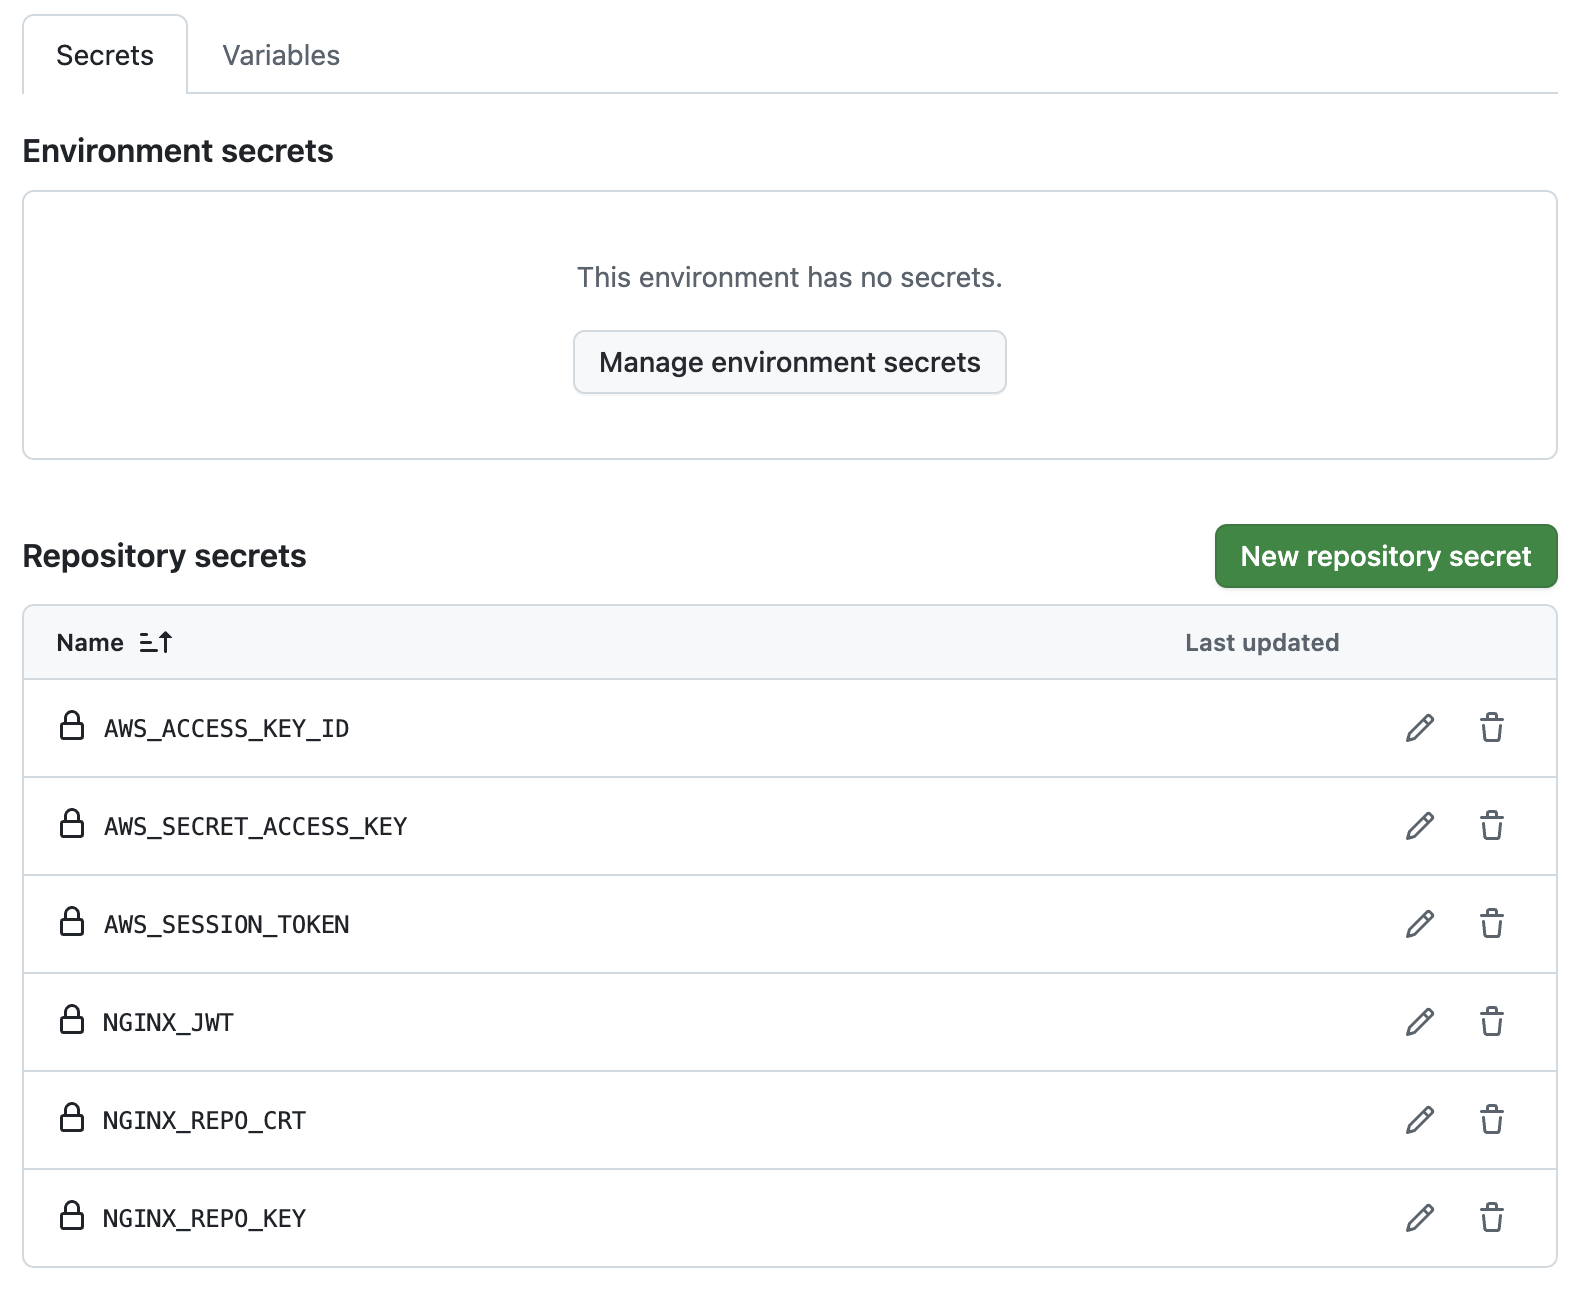 Secrets Variables
Environment secrets
This environment has no secrets.
Manage environment secrets
Repository secrets New repository secret
Name Last updated
AWS_ACCESS_KEY_ID
AWS_SECRET_ACCESS_KEY
AWS_SESSION_TOKEN
NGINX_JWT
NGINX_REPO_CRT
NGINX_REPO_KEY